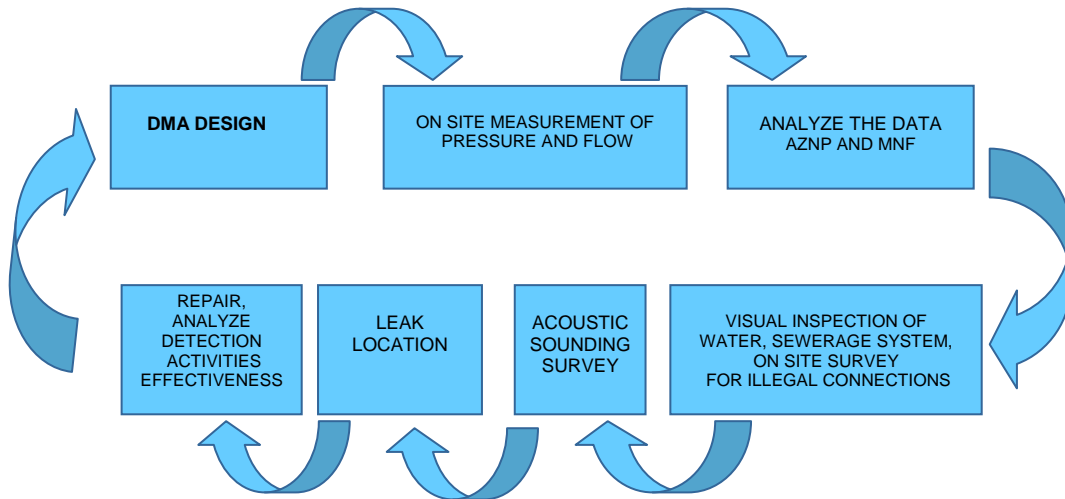 DMA DESIGN
ON SITE MEASUREMENT OF
PRESSURE AND FLOW
ANALYZE THE DATA
AZNP AND MNF
REPAIR,
ANALYZE
DETECTION
ACTIVITIES
EFFECTIVENESS
LEAK
LOCATION
ACOUSTIC
SOUNDING
SURVEY
VISUAL INSPECTION OF
WATER, SEWERAGE SYSTEM,
ON SITE SURVEY
FOR ILLEGAL CONNECTIONS